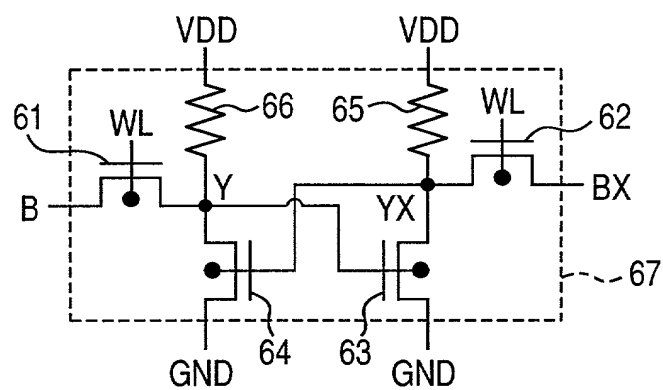 VDD VDD
61 WL 66 65 WL 62
B Y YX BX
64 63 67
GND GND